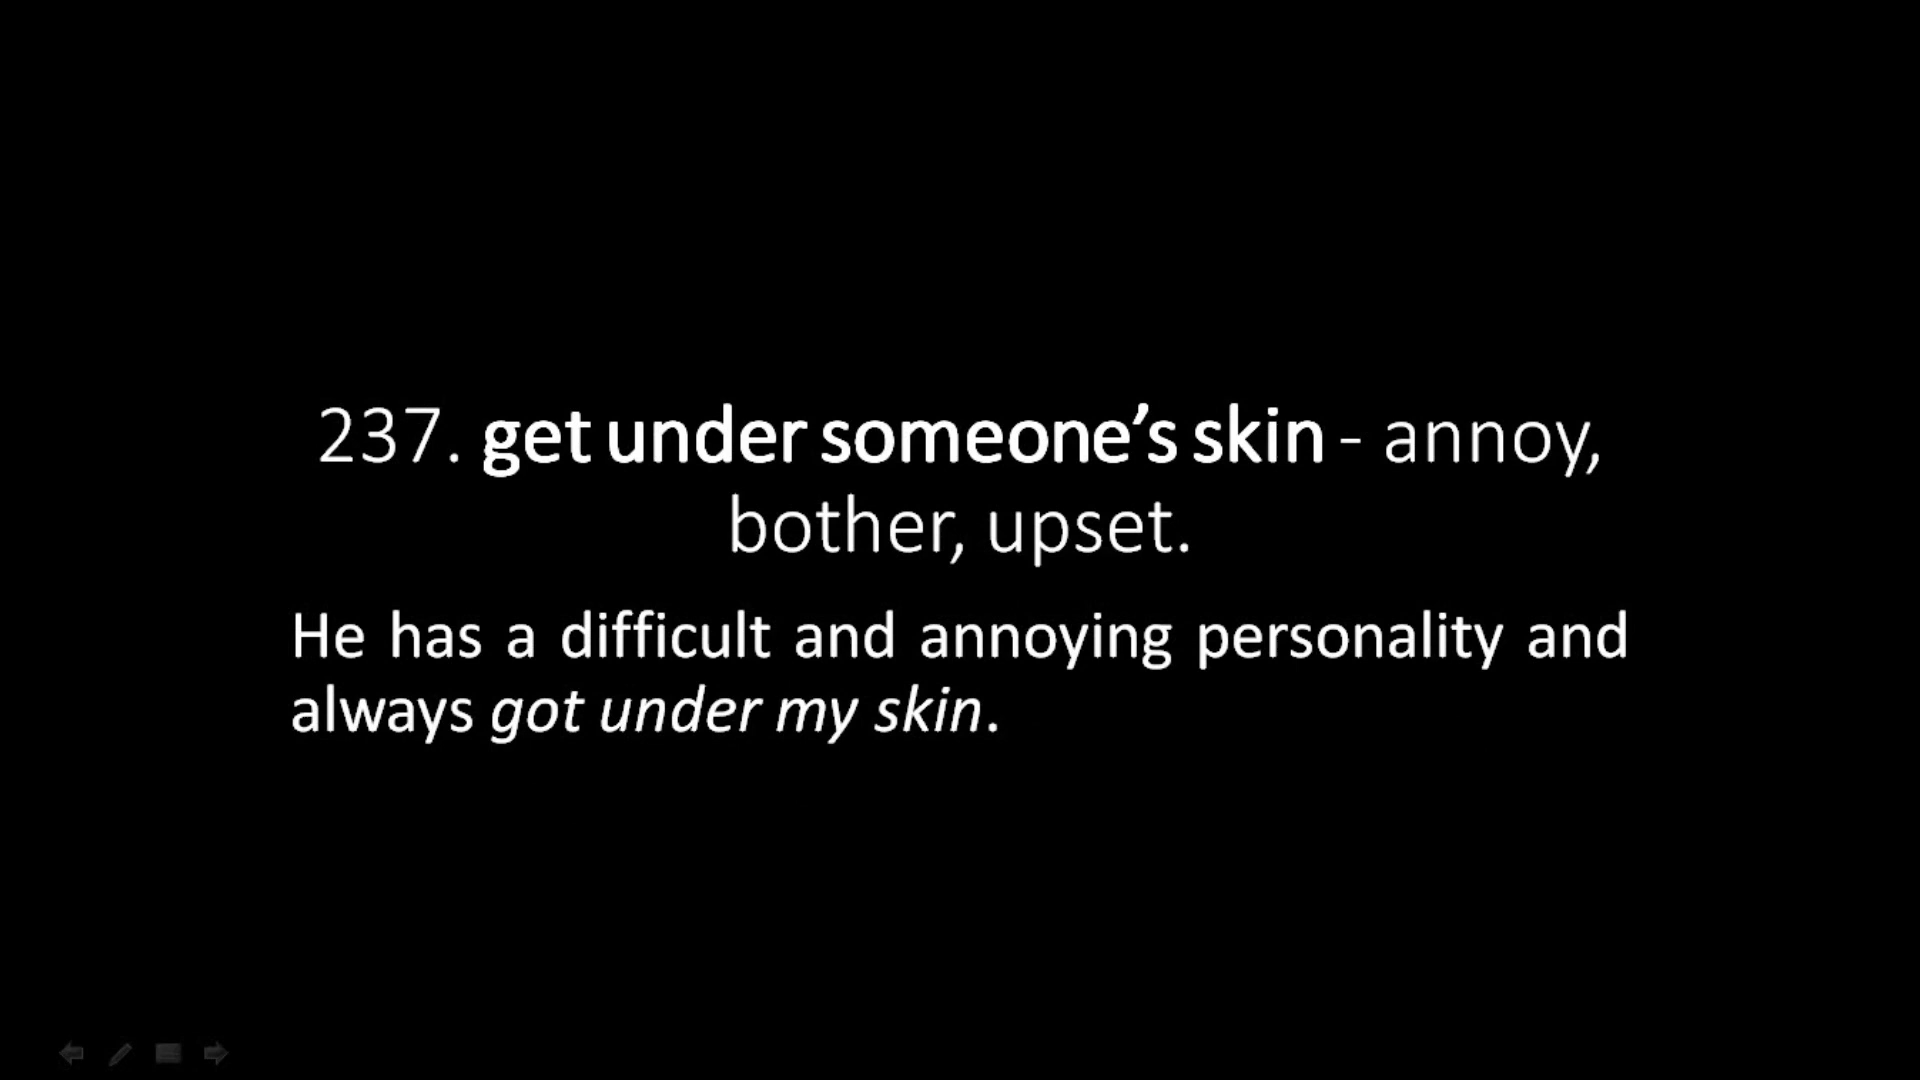 237. get under someone’s skin - annoy,
bother, upset.
He has a difficult and annoying personality and
always got under my skin.